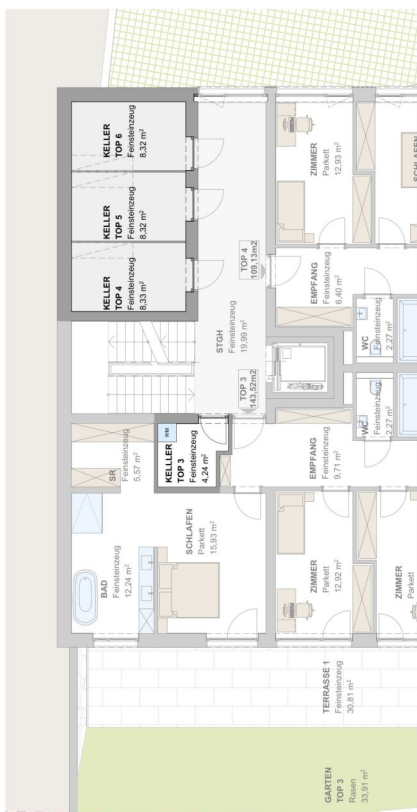 KELLER
TOP 6
Feinsteinzeug
8,32 m²
KELLER
TOP 5
Feinsteinzeug
8,32 m²
KELLER
TOP 4
Feinsteinzeug
8,33 m²
STGH
Feinsteinzeug
19,99 m²
TOP 4
109,13m2
TOP 3
143,52m2
ZIMMER
Parkett
12,93 m²
SCHLAFEN
EMPFANG
Feinsteinzeug
6,40 m²
WC
Feinsteinzeug
2,27 m²
WC
Feinsteinzeug
2,27 m²
EMPFANG
Feinsteinzeug
9,71 m²
SR
Feinsteinzeug
5,57 m²
WM
KELLLER
TOP 3
Feinsteinzeug
4,24 m²
BAD
Feinsteinzeug
12,24 m²
SCHLAFEN
Parkett
15,93 m²
ZIMMER
Parkett
12,92 m²
ZIMMER
Parkett
TERRASSE 1
Feinsteinzeug
30,81 m²
GARTEN
TOP 3
Rasen
33,91 m²